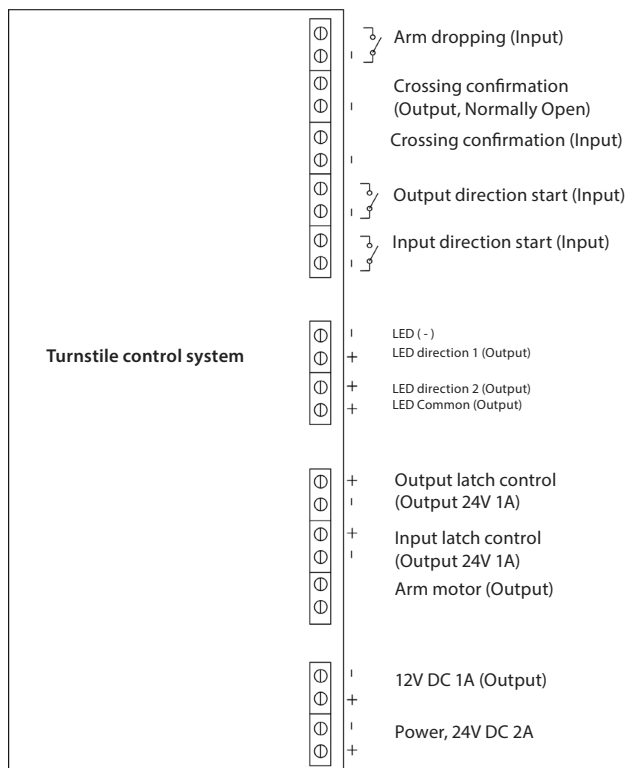 Arm dropping (Input)
Crossing confirmation
(Output, Normally Open)
Crossing confirmation (Input)
Output direction start (Input)
Input direction start (Input)
LED ( - )
Turnstile control system
LED direction 1 (Output)
LED direction 2 (Output)
LED Common (Output)
Output latch control
(Output 24V 1A)
Input latch control
(Output 24V 1A)
Arm motor (Output)
12V DC 1A (Output)
Power, 24V DC 2A